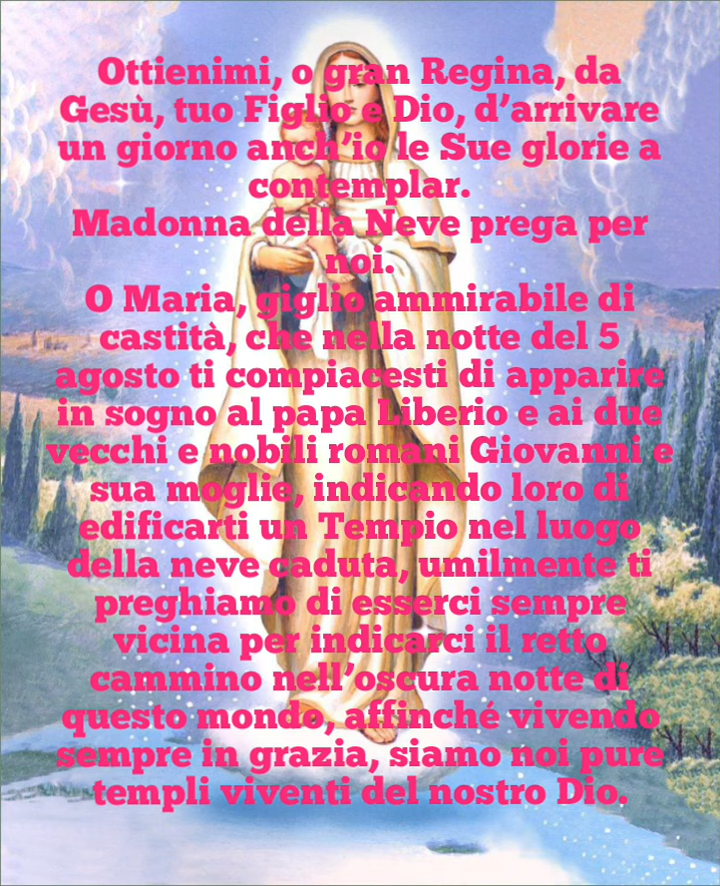 Ottienimi, o gran Regina, da
Gesù, tuo Figlio e Dio, d’arrivare
un giorno anch’io le Sue glorie a
contemplar.
Madonna della Neve prega per
noi.
O Maria, giglio ammirabile di
castità, che nella notte del 5
agosto ti compiacesti di apparire
in sogno al papa Liberio e ai due
vecchi e nobili romani Giovanni e
sua moglie, indicando loro di
edificarti un Tempio nel luogo
della neve caduta, umilmente ti
preghiamo di esserci sempre
vicina per indicarci il retto
cammino nell’oscura notte di
questo mondo, affinché vivendo
sempre in grazia, siamo noi pure
templi viventi del nostro Dio.